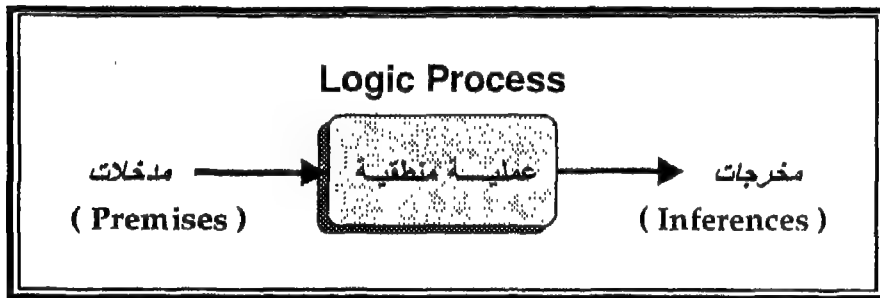 Logic Process
مدخلات
عمليـــة منطقيـة
مخرجات
( Premises )
( Inferences )